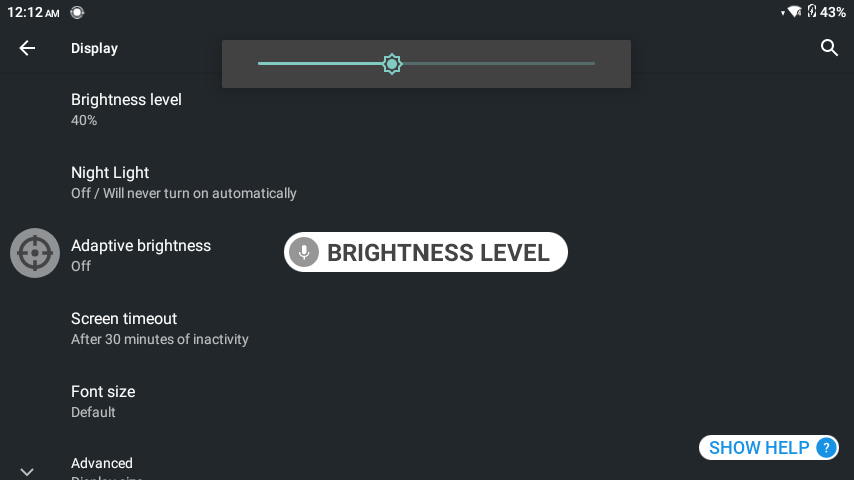 12:12 AM
43%
Display
Brightness level
40%
Night Light
Off / Will never turn on automatically
Adaptive brightness
Off
BRIGHTNESS LEVEL
Screen timeout
After 30 minutes of inactivity
Font size
Default
SHOW HELP ?
Advanced